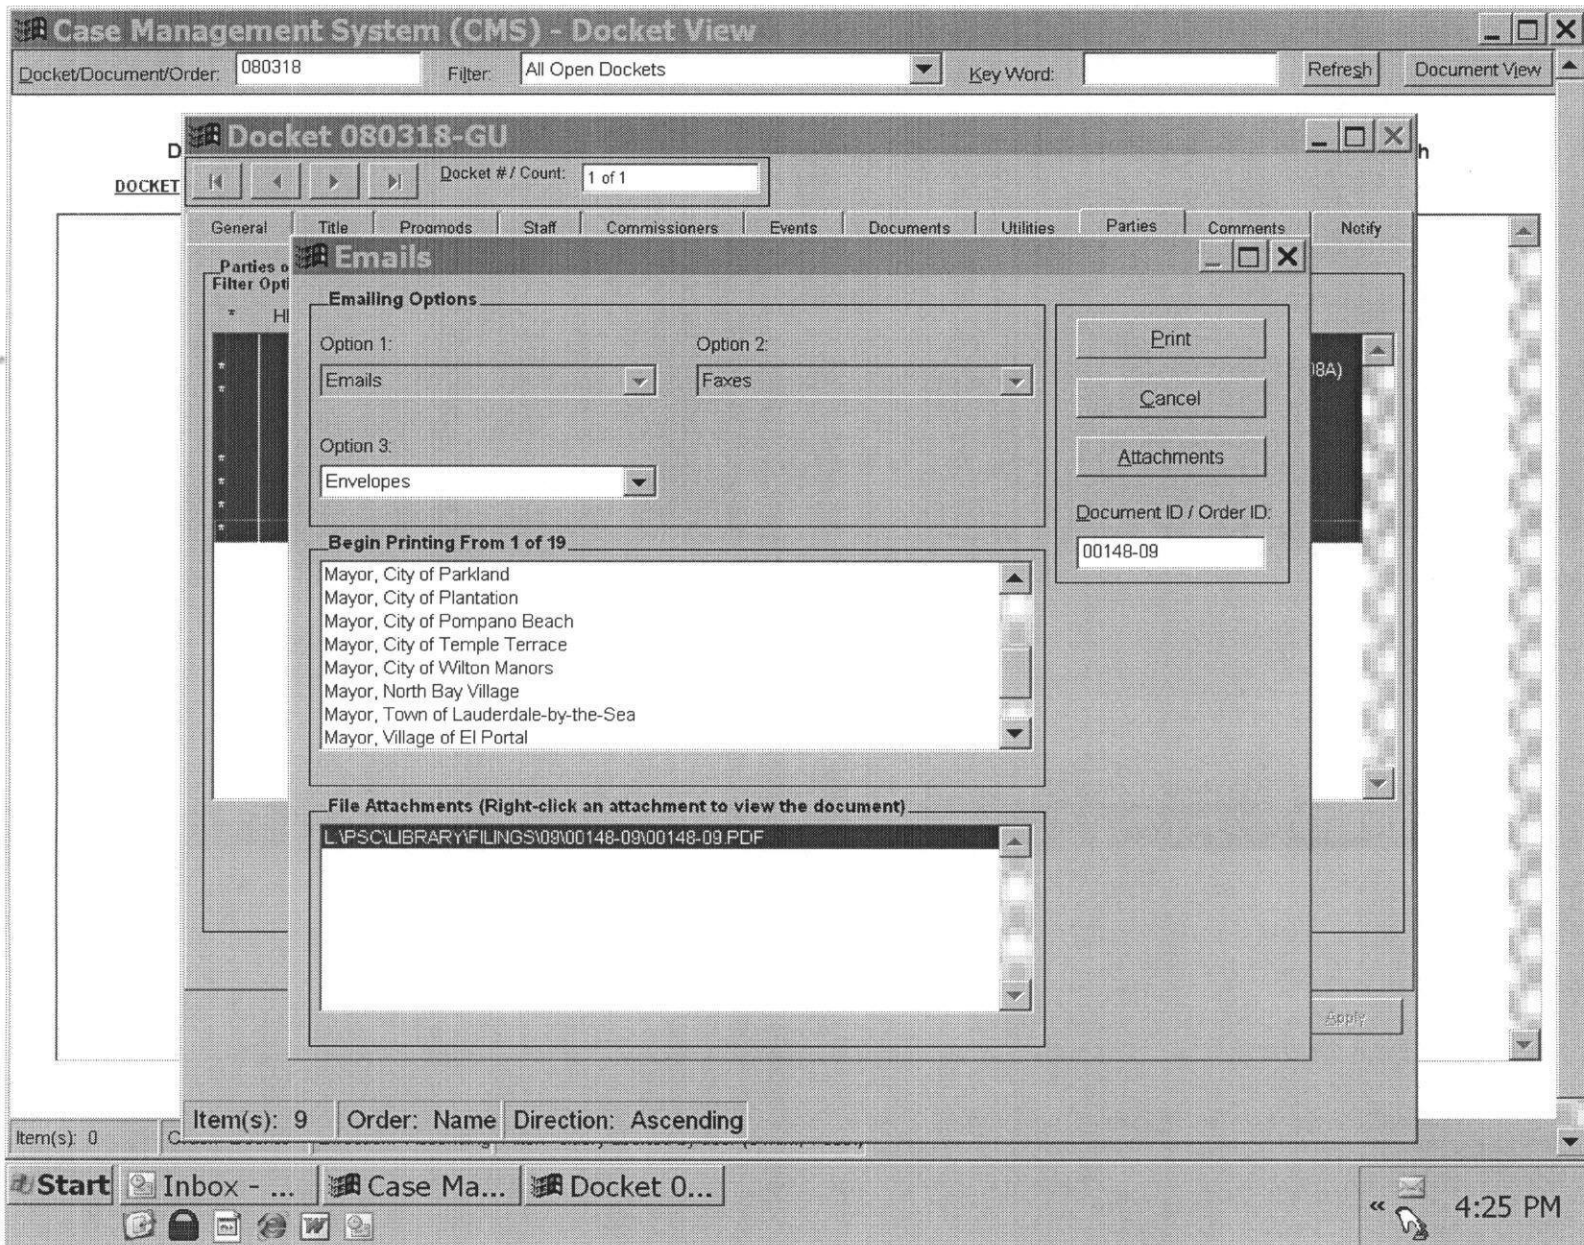 Case Management System (CMS) - Docket View
Docket/Document/Order: 080318 Filter: All Open Dockets Key Word: Refresh Document View
Docket 080318-GU
D h
DOCKET Docket # / Count: 1 of 1
General Title Progmods Staff Commissioners Events Documents Utilities Parties Comments Notify
Emails
Parties o
Filter Opti
* HI
Emailing Options
Option 1: Option 2:
Emails Faxes
Option 3:
Envelopes
Print
Cancel
Attachments
Document ID / Order ID:
00148-09
8A)
Begin Printing From 1 of 19
Mayor, City of Parkland
Mayor, City of Plantation
Mayor, City of Pompano Beach
Mayor, City of Temple Terrace
Mayor, City of Wilton Manors
Mayor, North Bay Village
Mayor, Town of Lauderdale-by-the-Sea
Mayor, Village of El Portal
File Attachments (Right-click an attachment to view the document)
L:\PSC\LIBRARY\FILINGS\09\00148-09\00148-09.PDF
Apply
Item(s): 9 Order: Name Direction: Ascending
Item(s): 0
Start Inbox - ... Case Ma... Docket 0...
« 4:25 PM